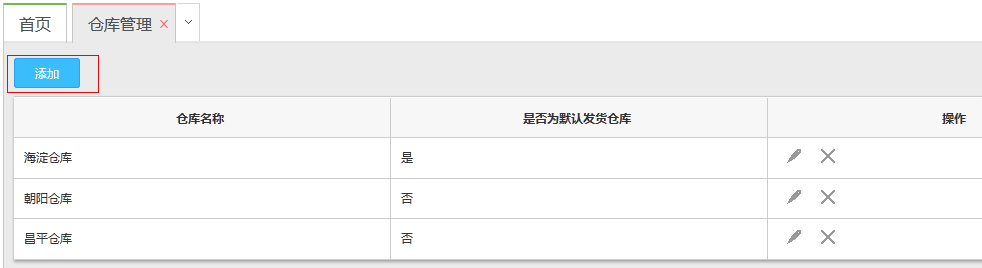 首页 仓库管理
添加
仓库名称 是否为默认发货仓库 操作
海淀仓库 是
朝阳仓库 否
昌平仓库 否